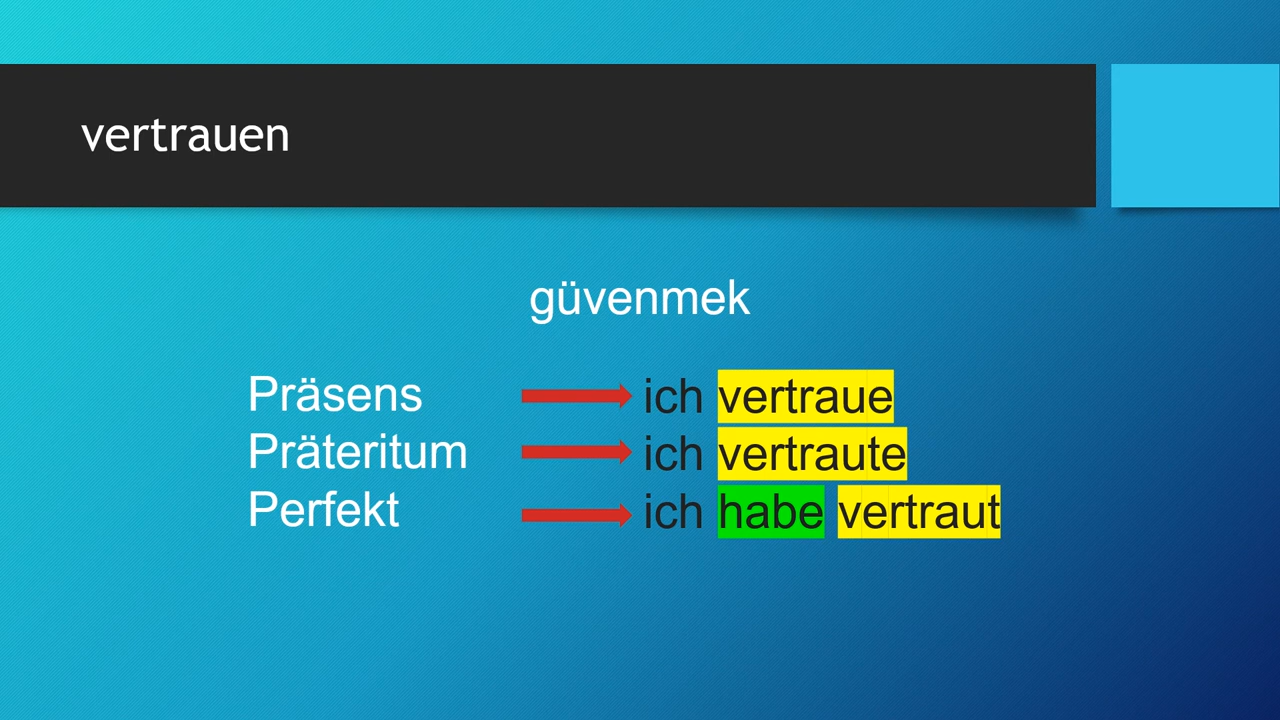 vertrauen
güvenmek
Präsens ich vertraue
Präteritum ich vertraute
Perfekt ich habe vertraut